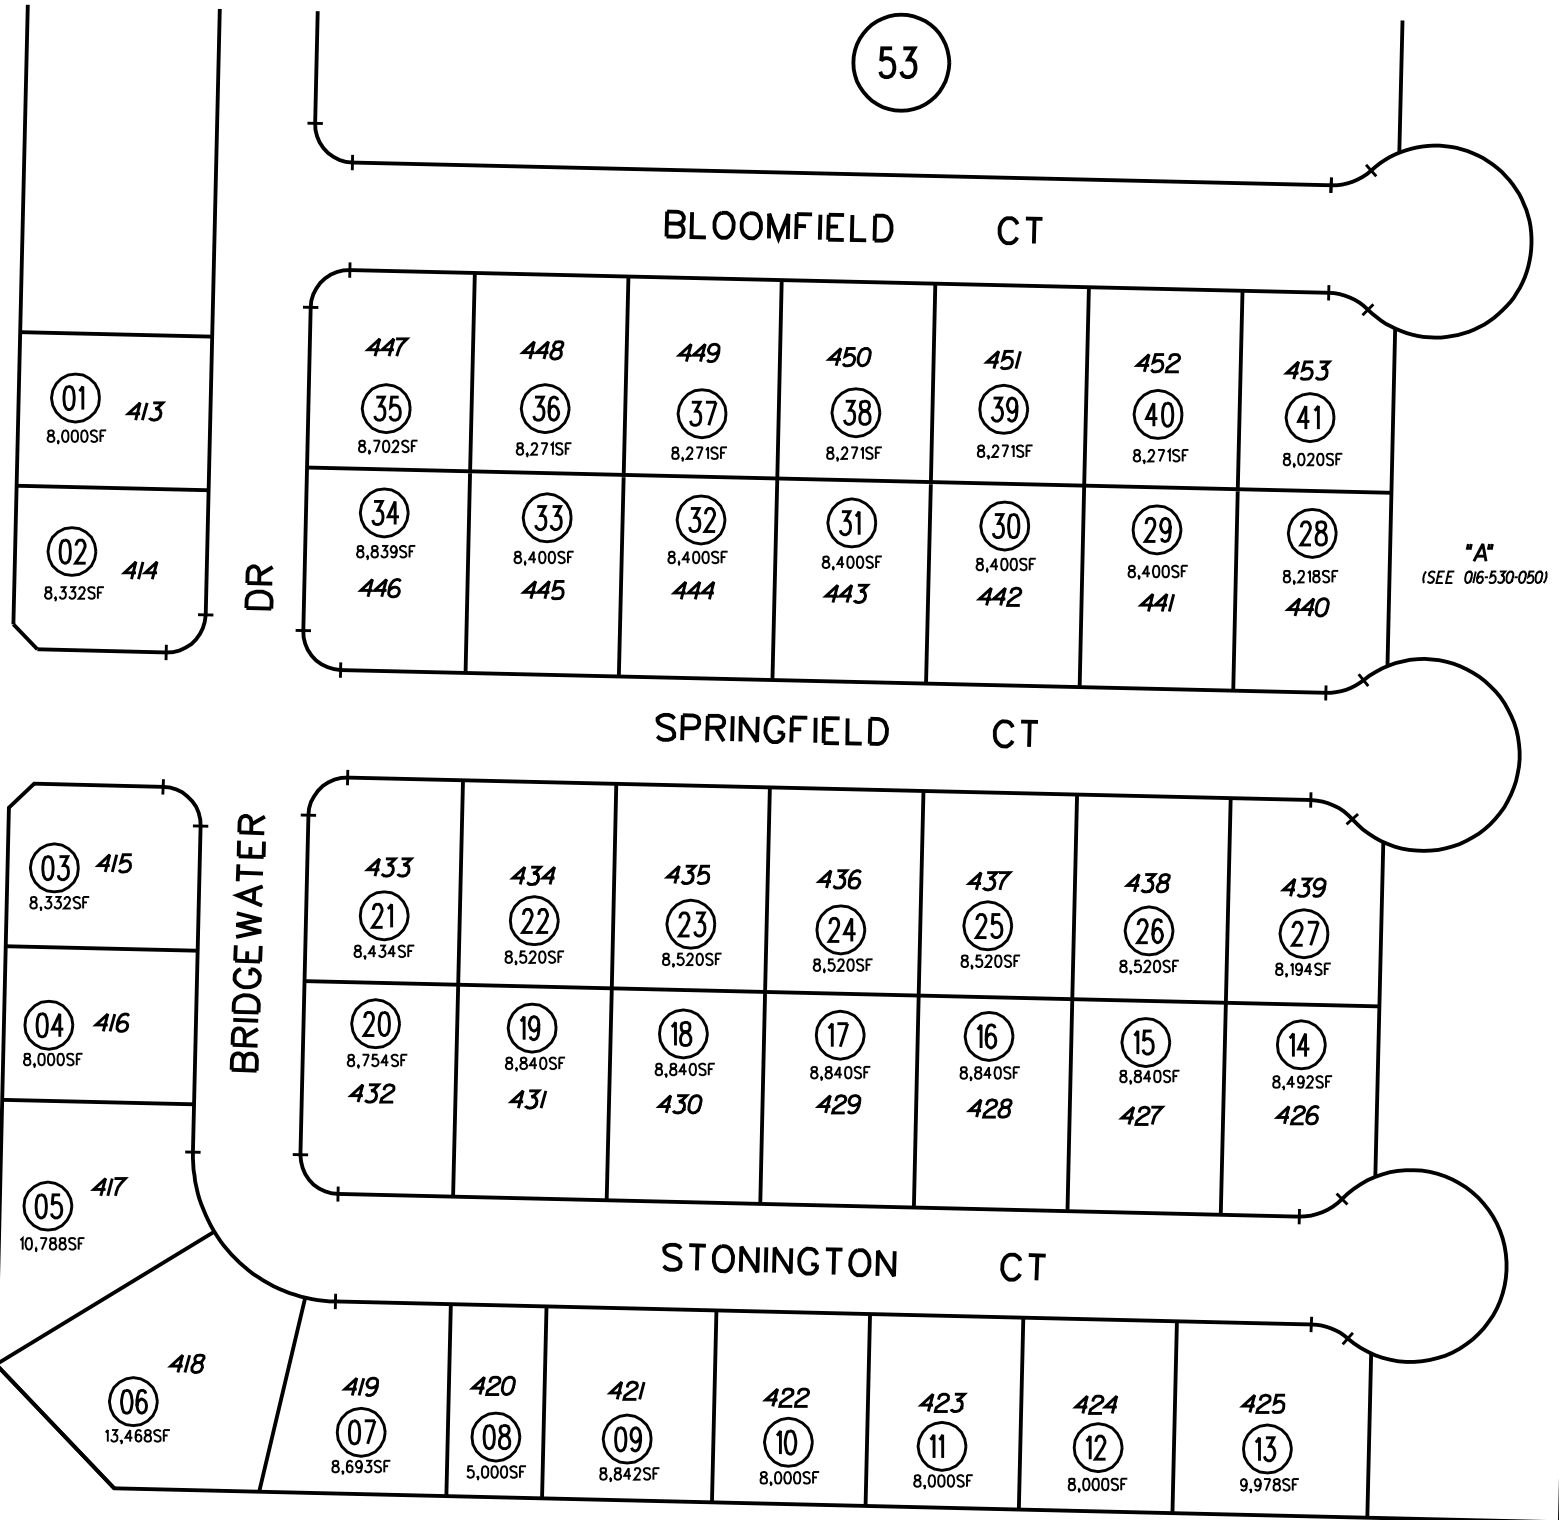 53
BLOOMFIELD CT
447 448 449 450 451 452 453
35 36 37 38 39 40 41
8,702SF 8,271SF 8,271SF 8,271SF 8,271SF 8,271SF 8,020SF
01 413
8,000SF
34 33 32 31 30 29 28
8,839SF 8,400SF 8,400SF 8,400SF 8,400SF 8,400SF 8,218SF
446 445 444 443 442 441 440
02 414
8,332SF
"A"
(SEE 016-530-050)
BRIDGEWATER DR
SPRINGFIELD CT
03 415
8,332SF
433 434 435 436 437 438 439
21 22 23 24 25 26 27
8,434SF 8,520SF 8,520SF 8,520SF 8,520SF 8,520SF 8,194SF
04 416
8,000SF
20 19 18 17 16 15 14
8,754SF 8,840SF 8,840SF 8,840SF 8,840SF 8,840SF 8,492SF
432 431 430 429 428 427 426
417
05
10,788SF
STONINGTON CT
418
06
13,468SF
419 420 421 422 423 424 425
07 08 09 10 11 12 13
8,693SF 5,000SF 8,842SF 8,000SF 8,000SF 8,000SF 9,978SF